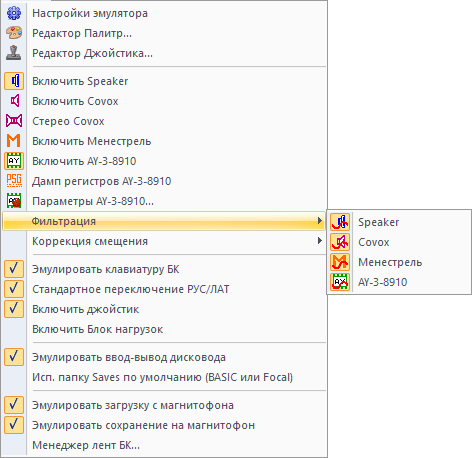 Настройки эмулятора
Редактор Палитр...
Редактор Джойстика...
Включить Speaker
Включить Covox
Стерео Covox
Включить Менестрель
Включить AY-3-8910
Дамп регистров AY-3-8910
Параметры AY-3-8910...
Фильтрация
Коррекция смещения
Эмулировать клавиатуру БК
Стандартное переключение РУС/ЛАТ
Включить джойстик
Включить Блок нагрузок
Эмулировать ввод-вывод дисковода
Исп. папку Saves по умолчанию (BASIC или Focal)
Эмулировать загрузку с магнитофона
Эмулировать сохранение на магнитофон
Менеджер лент БК...
Speaker
Covox
Менестрель
AY-3-8910